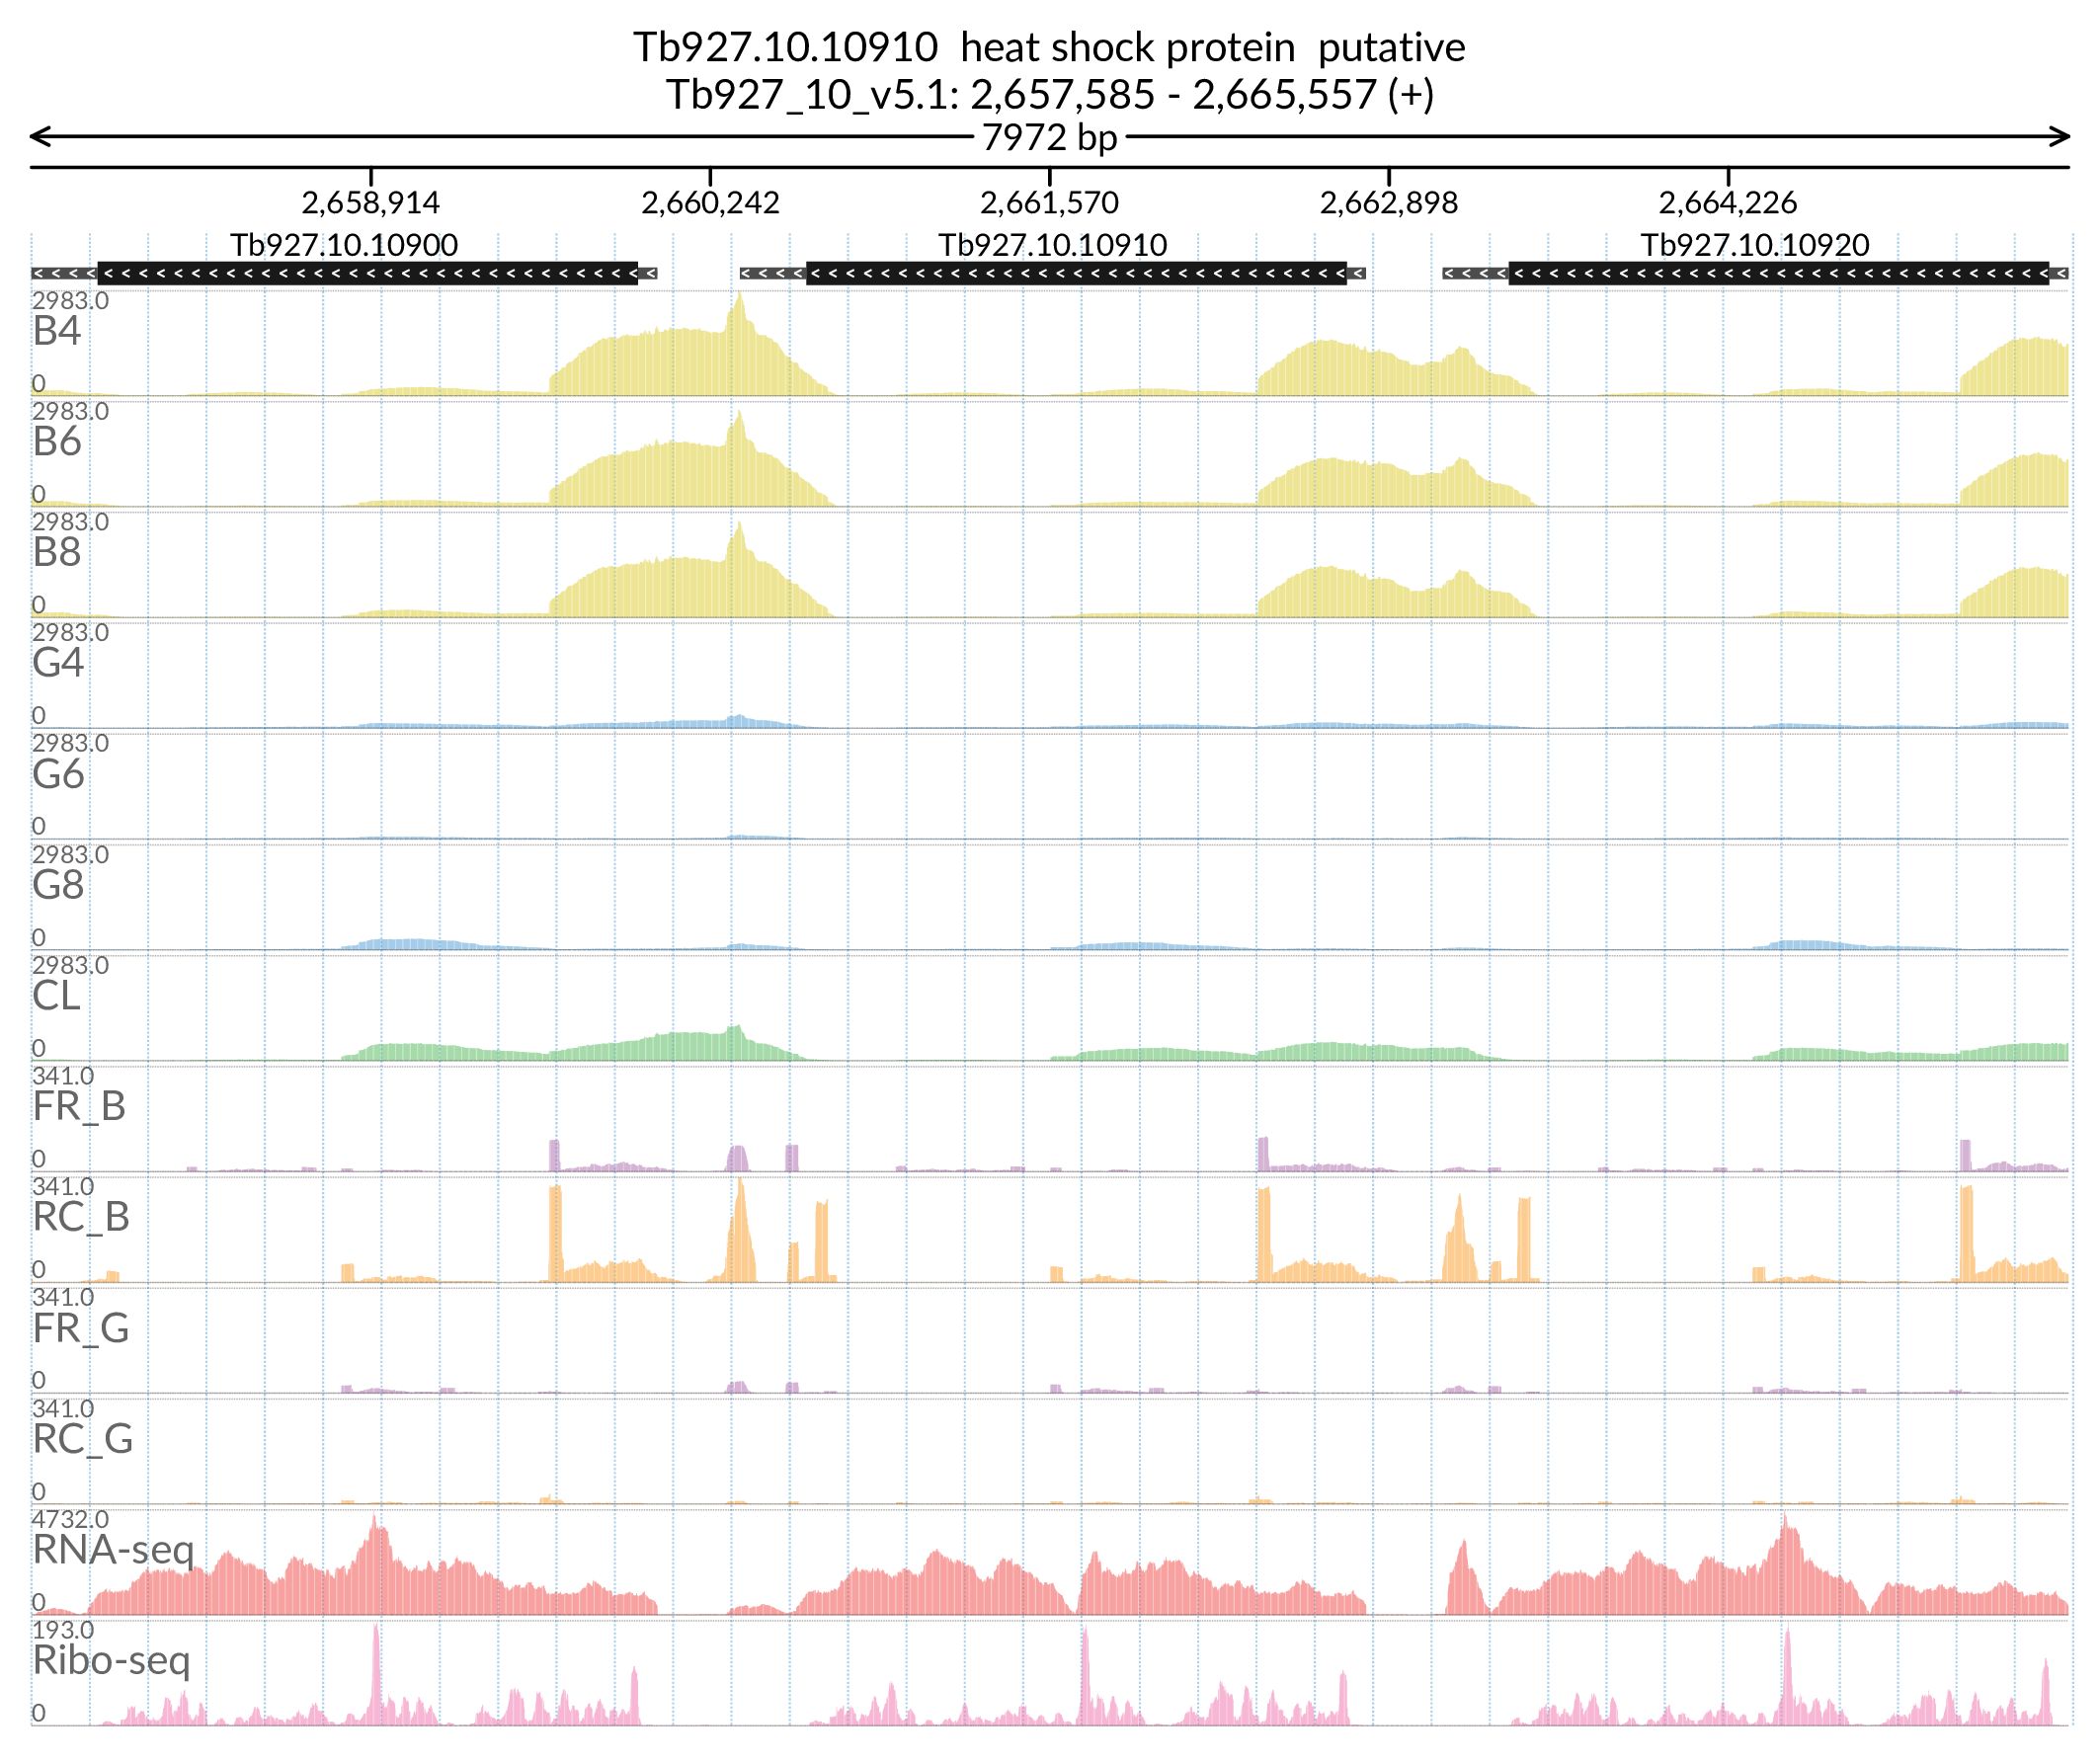 Tb927.10.10910  heat shock protein  putative
Tb927_10_v5.1: 2,657,585 - 2,665,557 (+)
7972 bp
2,658,914 2,660,242 2,661,570 2,662,898 2,664,226
Tb927.10.10900 Tb927.10.10910 Tb927.10.10920
2983.0
B4
0
2983.0
B6
0
2983.0
B8
0
2983.0
G4
0
2983.0
G6
0
2983.0
G8
0
2983.0
CL
0
341.0
FR_B
0
341.0
RC_B
0
341.0
FR_G
0
341.0
RC_G
0
4732.0
RNA-seq
0
193.0
Ribo-seq
0